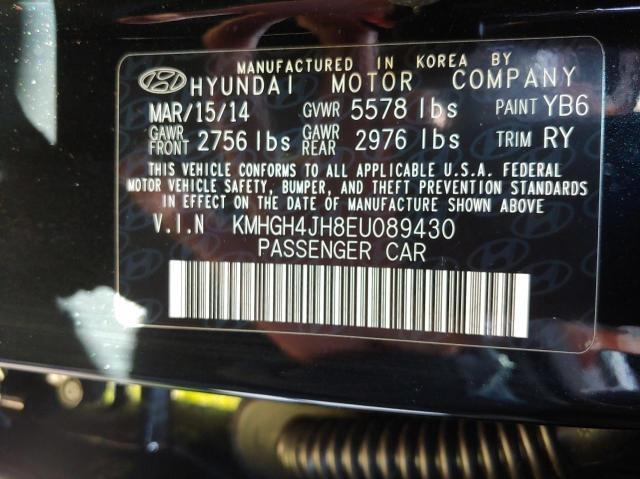 MANUFACTURED IN KOREA BY
HYUNDAI MOTOR COMPANY
MAR/15/14 GVWR 5578 lbs PAINT YB6
GAWR FRONT 2756 lbs GAWR REAR 2976 lbs TRIM RY
THIS VEHICLE CONFORMS TO ALL APPLICABLE U.S.A. FEDERAL
MOTOR VEHICLE SAFETY, BUMPER, AND THEFT PREVENTION STANDARDS
IN EFFECT ON THE DATE OF MANUFACTURE SHOWN ABOVE.
V.I.N KMHGH4JH8EU089430
PASSENGER CAR